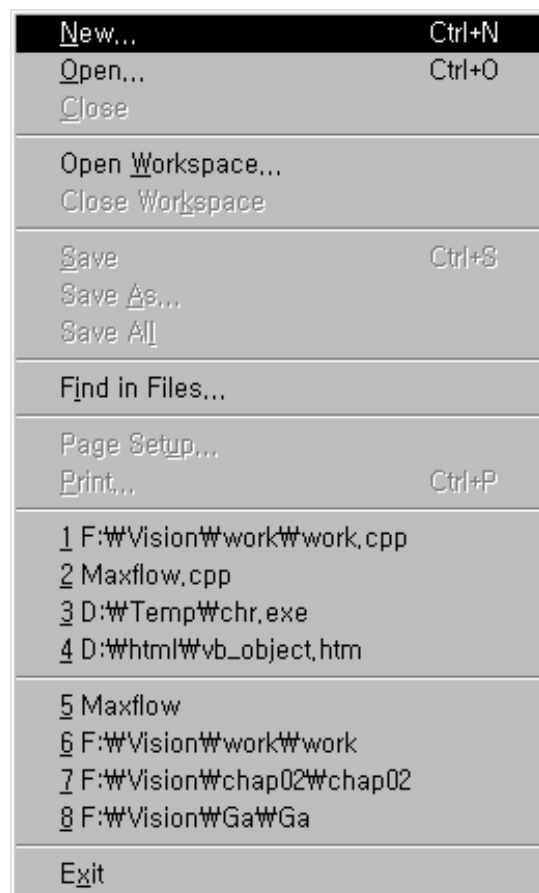 New... Ctrl+N
Open... Ctrl+O
Close
Open Workspace...
Close Workspace
Save Ctrl+S
Save As...
Save All
Find in Files...
Page Setup...
Print... Ctrl+P
1 F:₩Vision₩work₩work.cpp
2 Maxflow.cpp
3 D:₩Temp₩chr.exe
4 D:₩html₩vb_object.htm
5 Maxflow
6 F:₩Vision₩work₩work
7 F:₩Vision₩chap02₩chap02
8 F:₩Vision₩Ga₩Ga
Exit